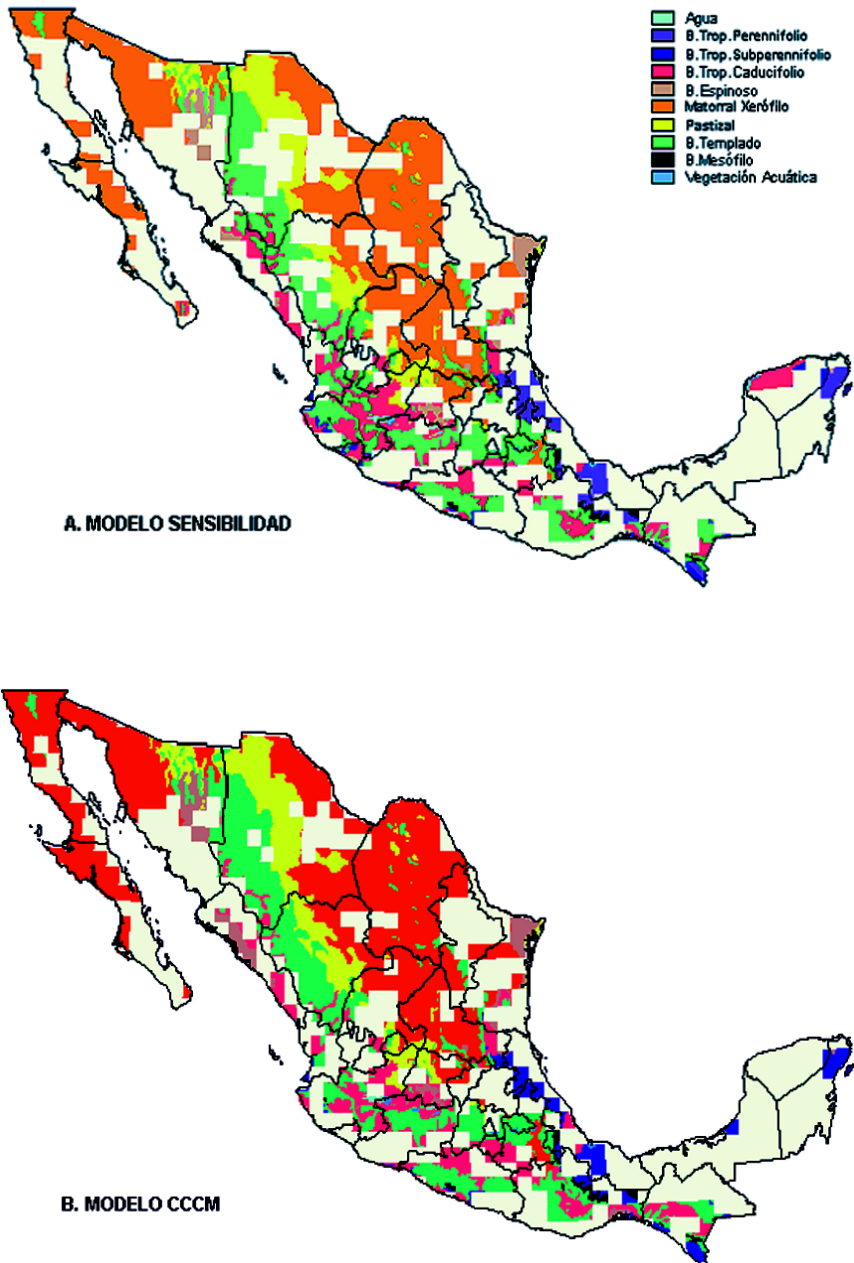 Agua
B.Trop.Perennifolio
B.Trop.Subperennifolio
B.Trop.Caducifolio
B.Espinoso
Matorral Xerófilo
Pastizal
B.Templado
B.Mesófilo
Vegetación Acuática
A. MODELO SENSIBILIDAD
B. MODELO CCCM